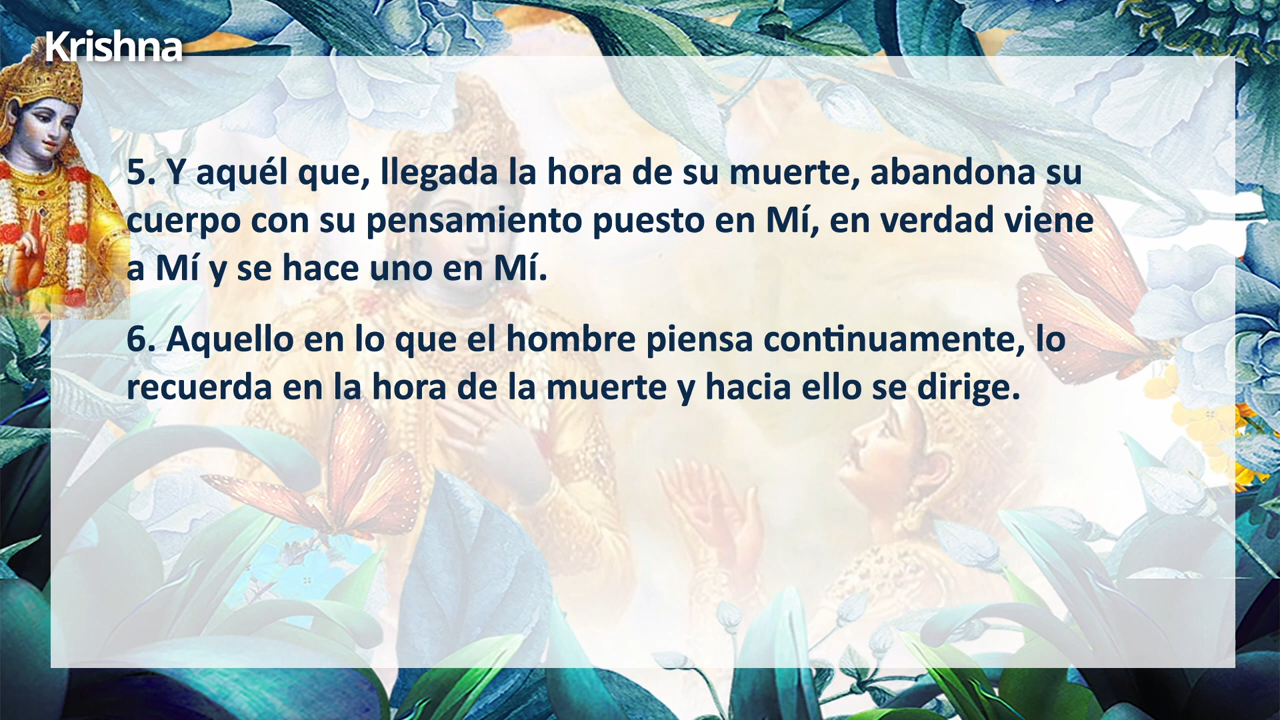 Krishna
5. Y aquél que, llegada la hora de su muerte, abandona su
cuerpo con su pensamiento puesto en Mí, en verdad viene
a Mí y se hace uno en Mí.
6. Aquello en lo que el hombre piensa continuamente, lo
recuerda en la hora de la muerte y hacia ello se dirige.